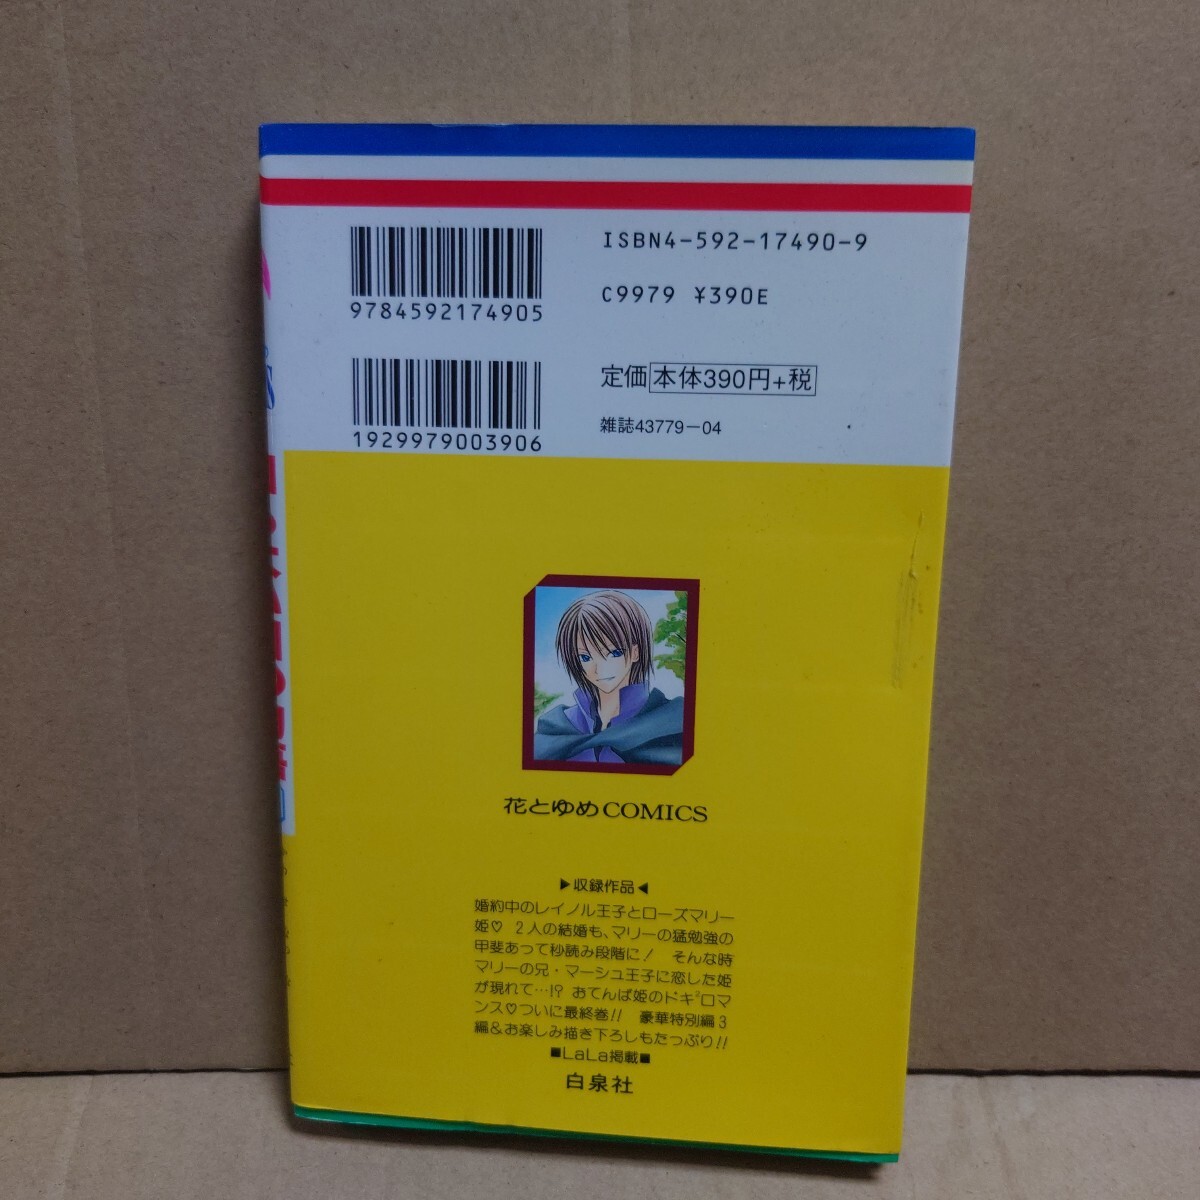 ISBN4-592-17490-9
9784592174905
C9979 ¥390E
定価本体390円+税
1929979003906
雑誌43779-04
花とゆめCOMICS
▶収録作品◀
婚約中のレイノル王子とローズマリー
姫♡ 2人の結婚も、マリーの猛勉強の
甲斐あって秒読み段階に! そんな時
マリーの兄・マーシュ王子に恋した姫
が現れて…!? おてんば姫のドキ²ロマ
ンス♡ついに最終巻!! 豪華特別編3
編&お楽しみ描き下ろしもたっぷり!!
■LaLa掲載■
白泉社